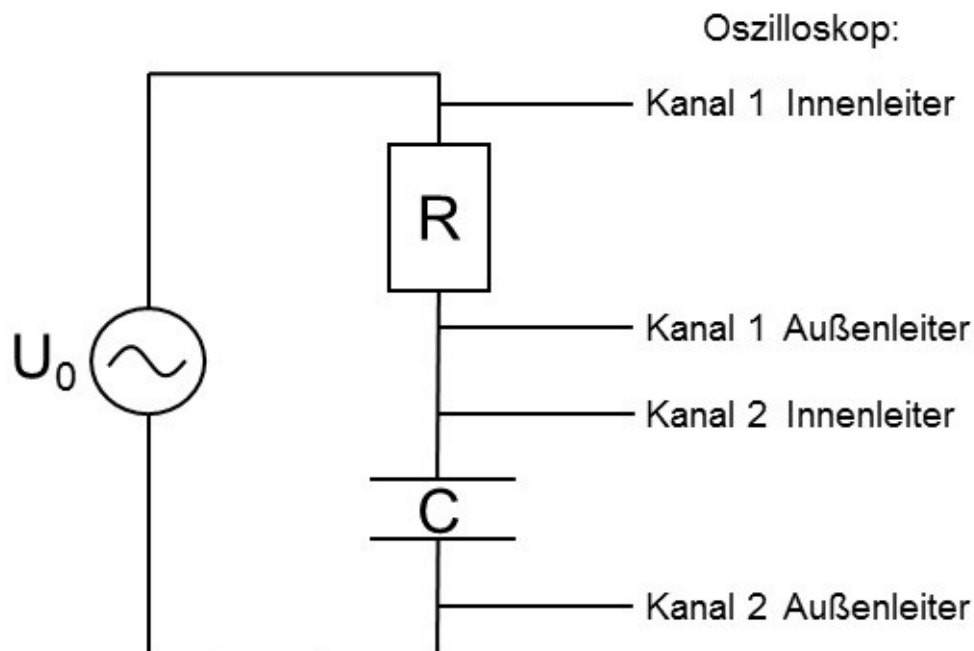 Oszilloskop:
Kanal 1 Innenleiter
R
Kanal 1 Außenleiter
U₀
Kanal 2 Innenleiter
C
Kanal 2 Außenleiter